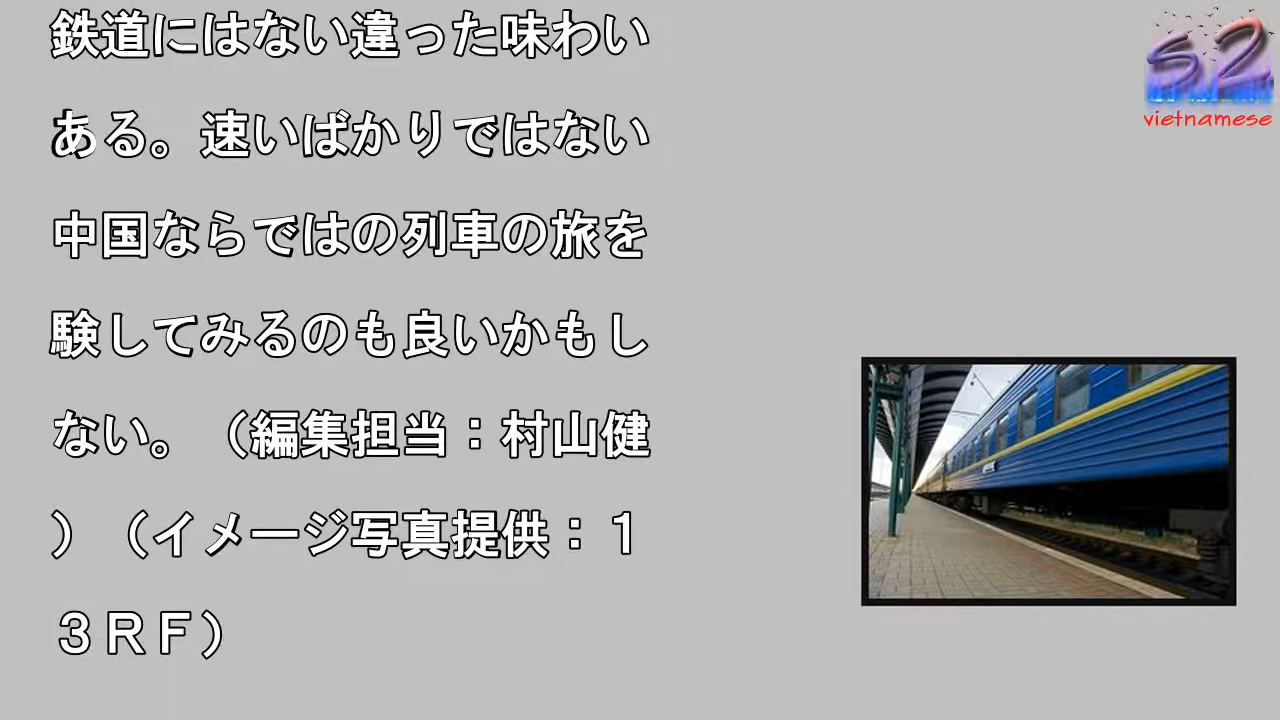 鉄道にはない違った味わい
ある。速いばかりではない
中国ならではの列車の旅を
験してみるのも良いかもし
ない。（編集担当：村山健
）（イメージ写真提供：１
３ＲＦ）
S2
vietnamese